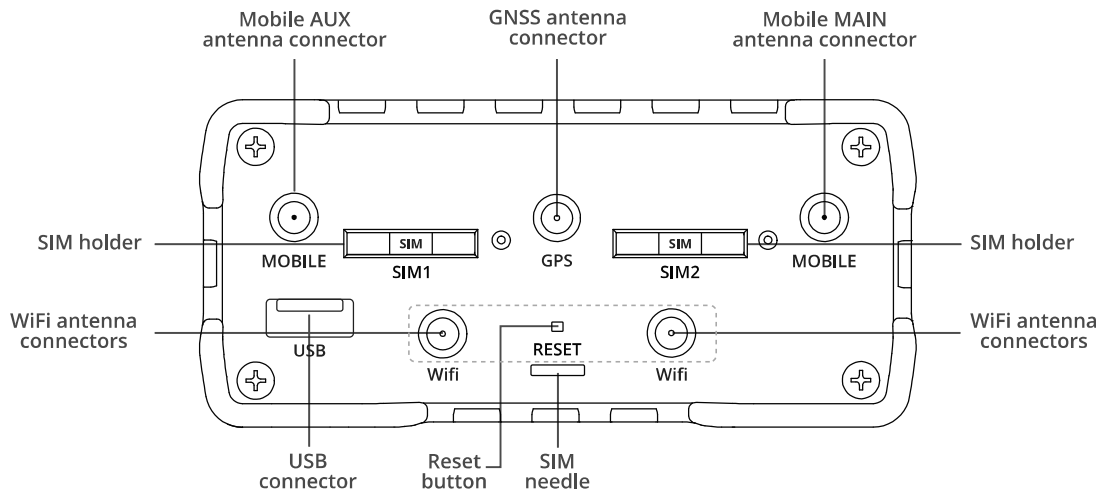 Mobile AUX
antenna connector
GNSS antenna
connector
Mobile MAIN
antenna connector
SIM holder
MOBILE
SIM
SIM1
GPS
SIM
SIM2
MOBILE
SIM holder
WiFi antenna
connectors
USB
Wifi
RESET
Wifi
WiFi antenna
connectors
USB
connector
Reset
button
SIM
needle